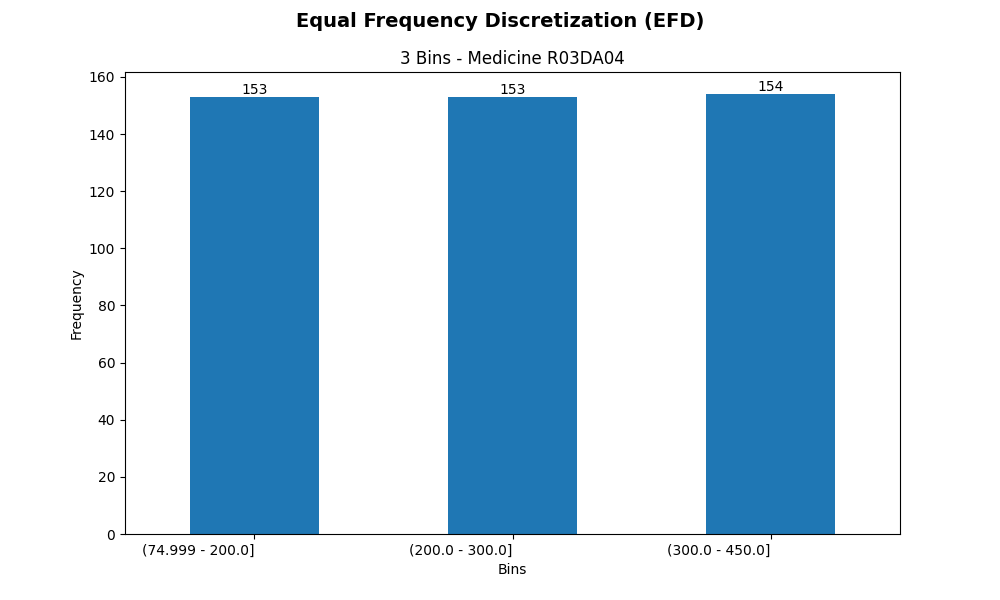 Equal Frequency Discretization (EFD)
3 Bins - Medicine R03DA04
153
153
154
160
140
120
100
80
60
40
20
0
Frequency
(74.999 - 200.0]
(200.0 - 300.0]
(300.0 - 450.0]
Bins